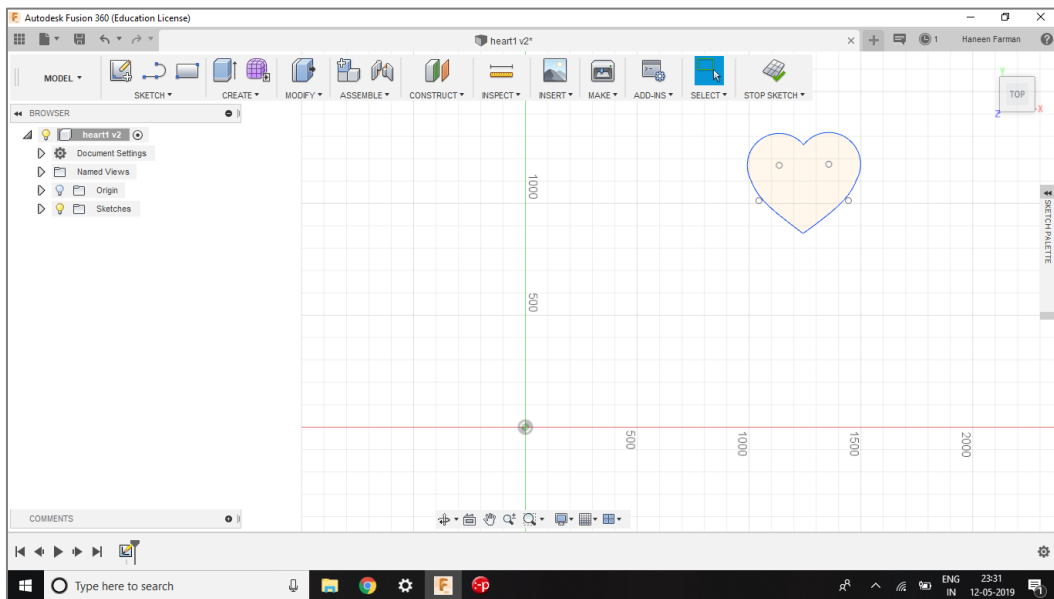 F Autodesk Fusion 360 (Education License)
heart1 v2*
1 Haneen Farman
MODEL
SKETCH CREATE MODIFY ASSEMBLE CONSTRUCT INSPECT INSERT MAKE ADD-INS SELECT STOP SKETCH
BROWSER
heart1 v2
Document Settings
Named Views
Origin
Sketches
TOP
Y
X
Z
SKETCH PALETTE
1000
500
500
1000
1500
2000
COMMENTS
Type here to search
F
ENG
IN
23:31
12-05-2019
1